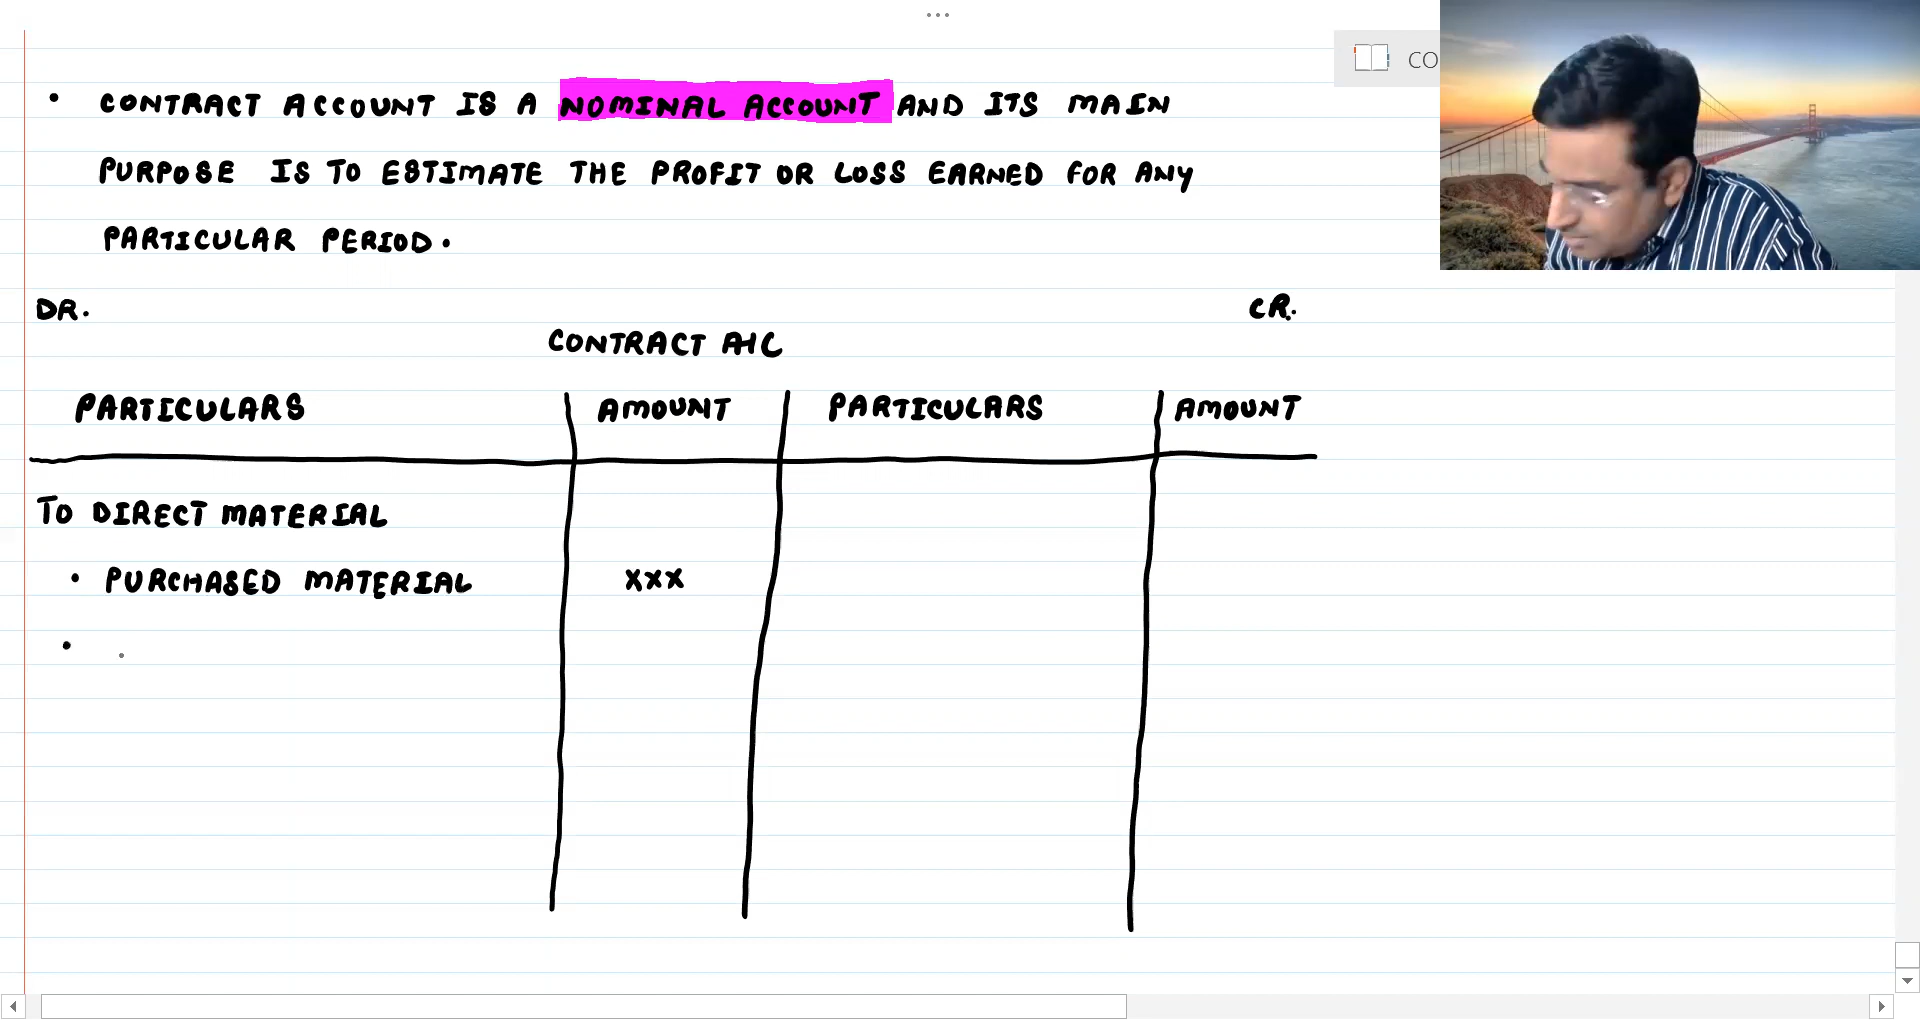 CO
• CONTRACT ACCOUNT IS A NOMINAL ACCOUNT AND ITS MAIN
PURPOSE IS TO ESTIMATE THE PROFIT OR LOSS EARNED FOR ANY
PARTICULAR PERIOD.
DR. CR.
CONTRACT A/C
PARTICULARS AMOUNT PARTICULARS AMOUNT
TO DIRECT MATERIAL
• PURCHASED MATERIAL XXX
•